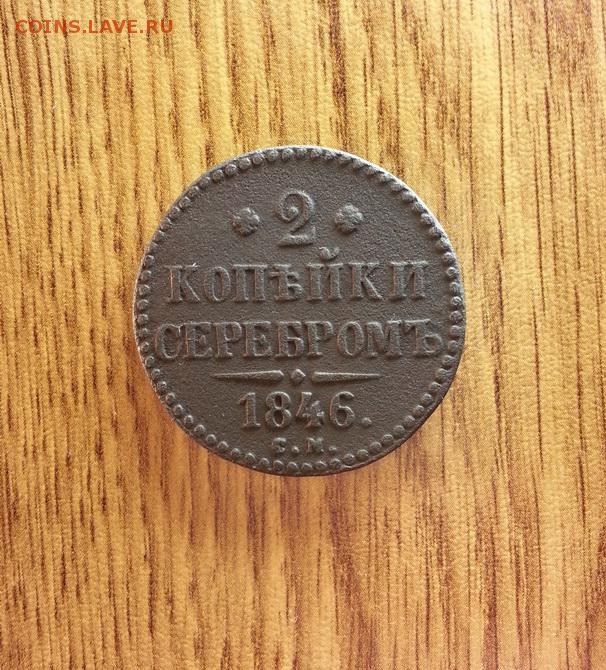 COINS.LAVE.RU
2
КОПѢЙКИ
СЕРЕБРОМЪ
1846.
С.М.